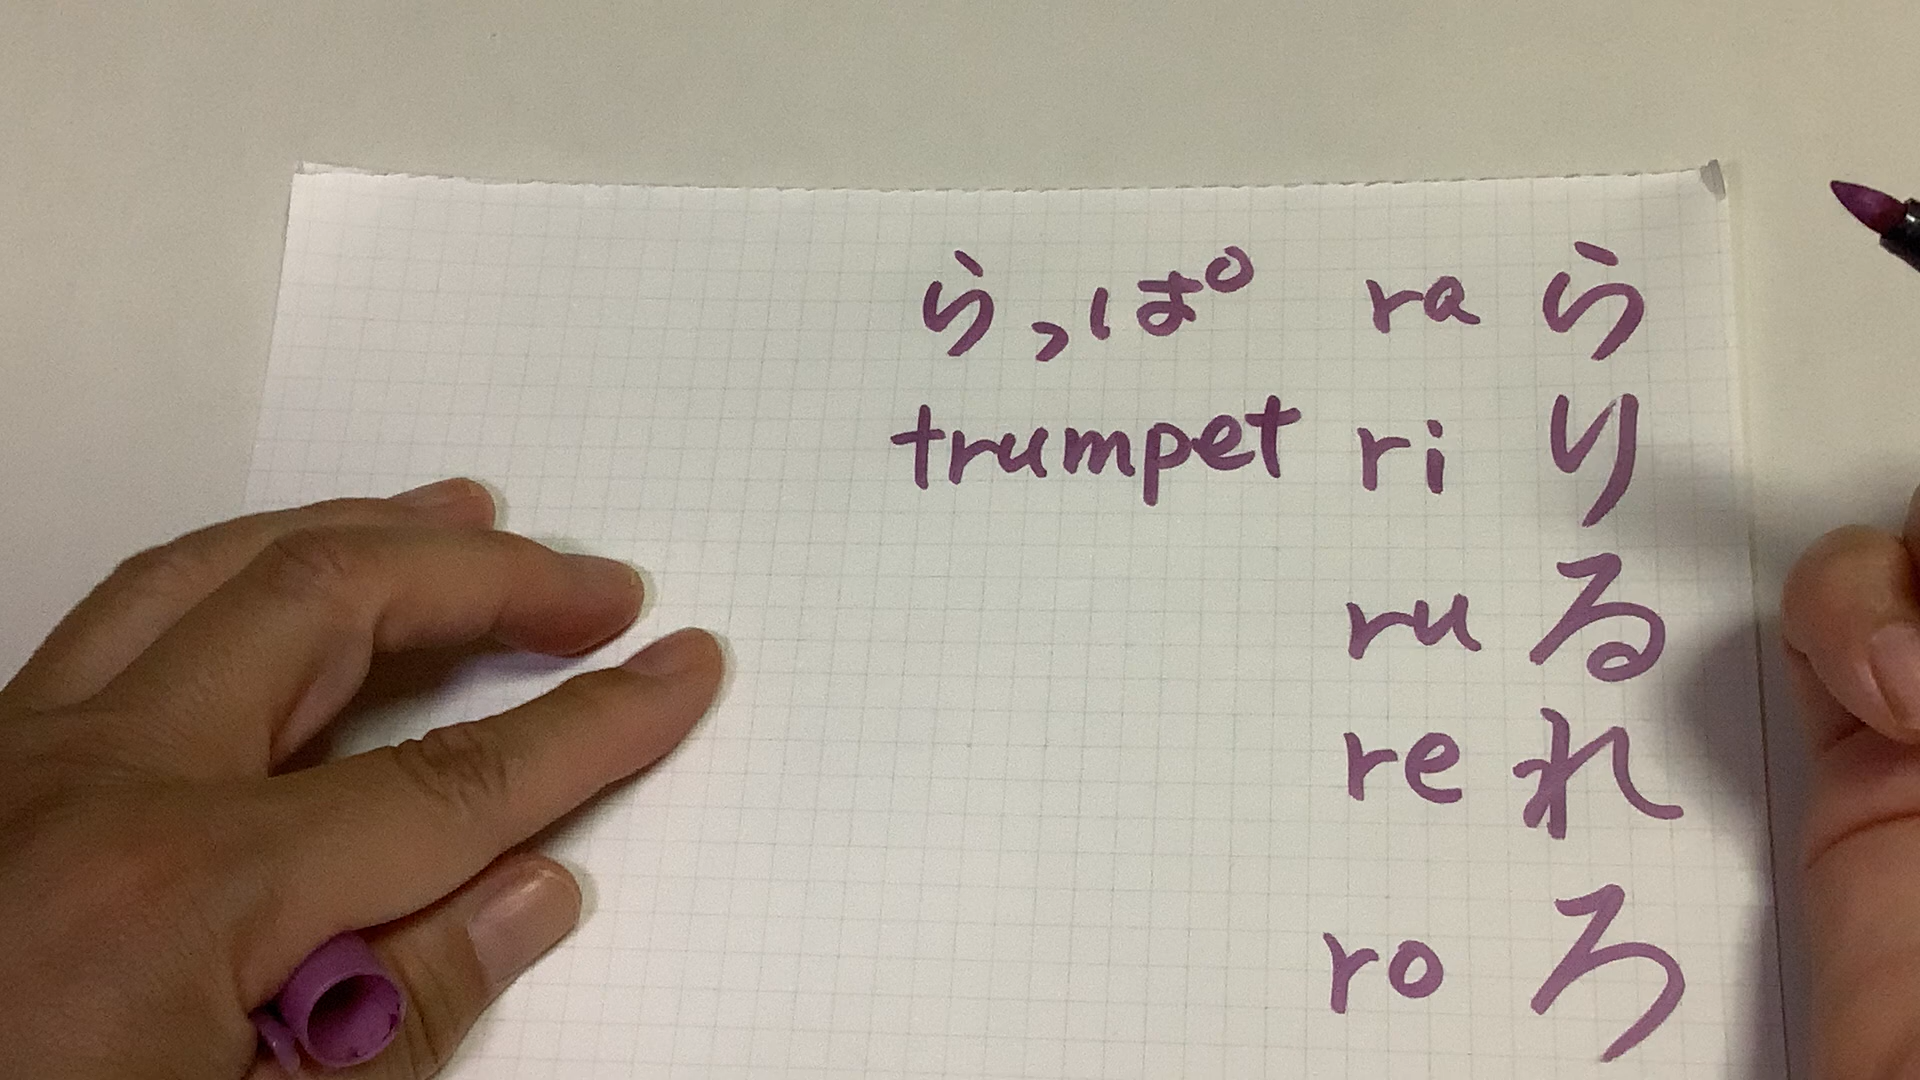 らっぱ ra ら
trumpet ri り
ru る
re れ
ro ろ